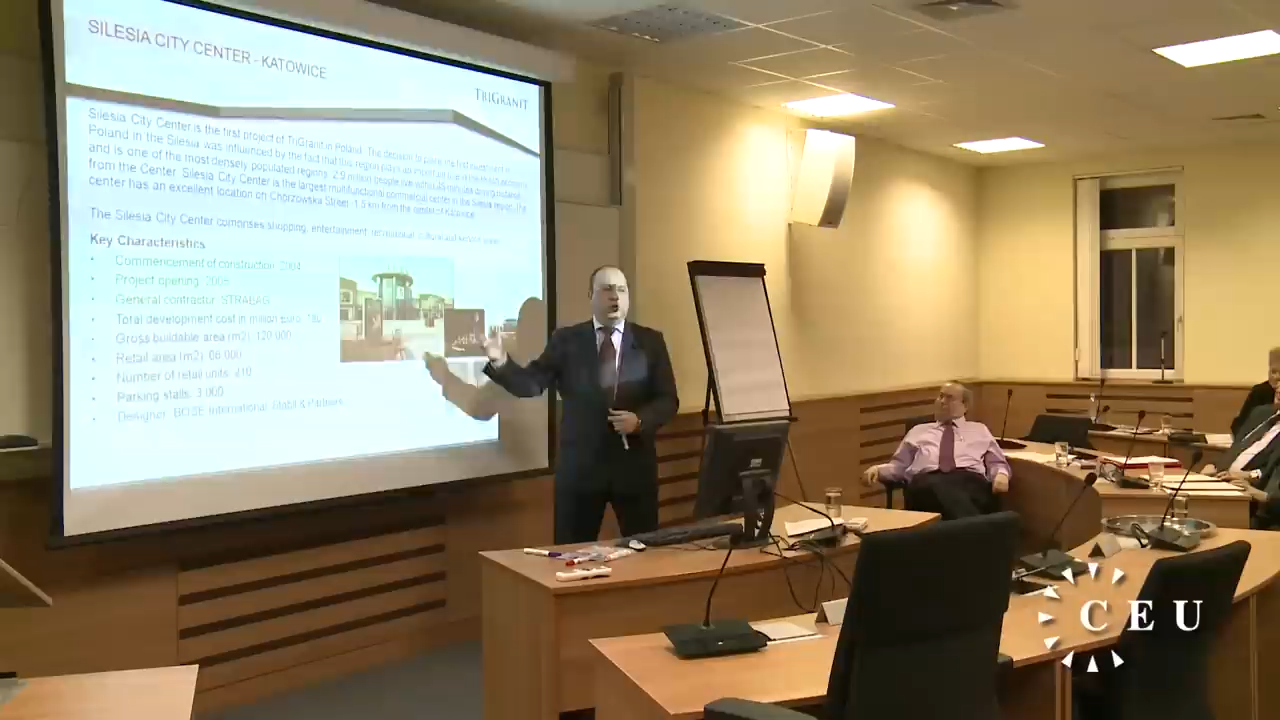 SILESIA CITY CENTER - KATOWICE
TRIGRANIT
Silesia City Center is the first project of TriGranit in Poland. The decision to
Poland in the Silesia was influenced by the fact that this region plays an
and is one of the most densely populated regions. 2.9 million people
from the Center. Silesia City Center is the largest multifunctional commercial center in the Silesia region. The
center has an excellent location on Chorzowska Street 1.5 km from the center of Katowice.
The Silesia City Center comprises shopping, entertainment, recreational, cultural and
Key Characteristics
• Commencement of construction: 2004
• Project opening: 2005
• General contractor: STRABAG
• Total development cost in million Euro:
• Gross buildable area (m2): 120 000
• Retail area (m2):
• Number of retail units: 210
• Parking stalls: 3 000
• Designer: International, & Partners
CEU